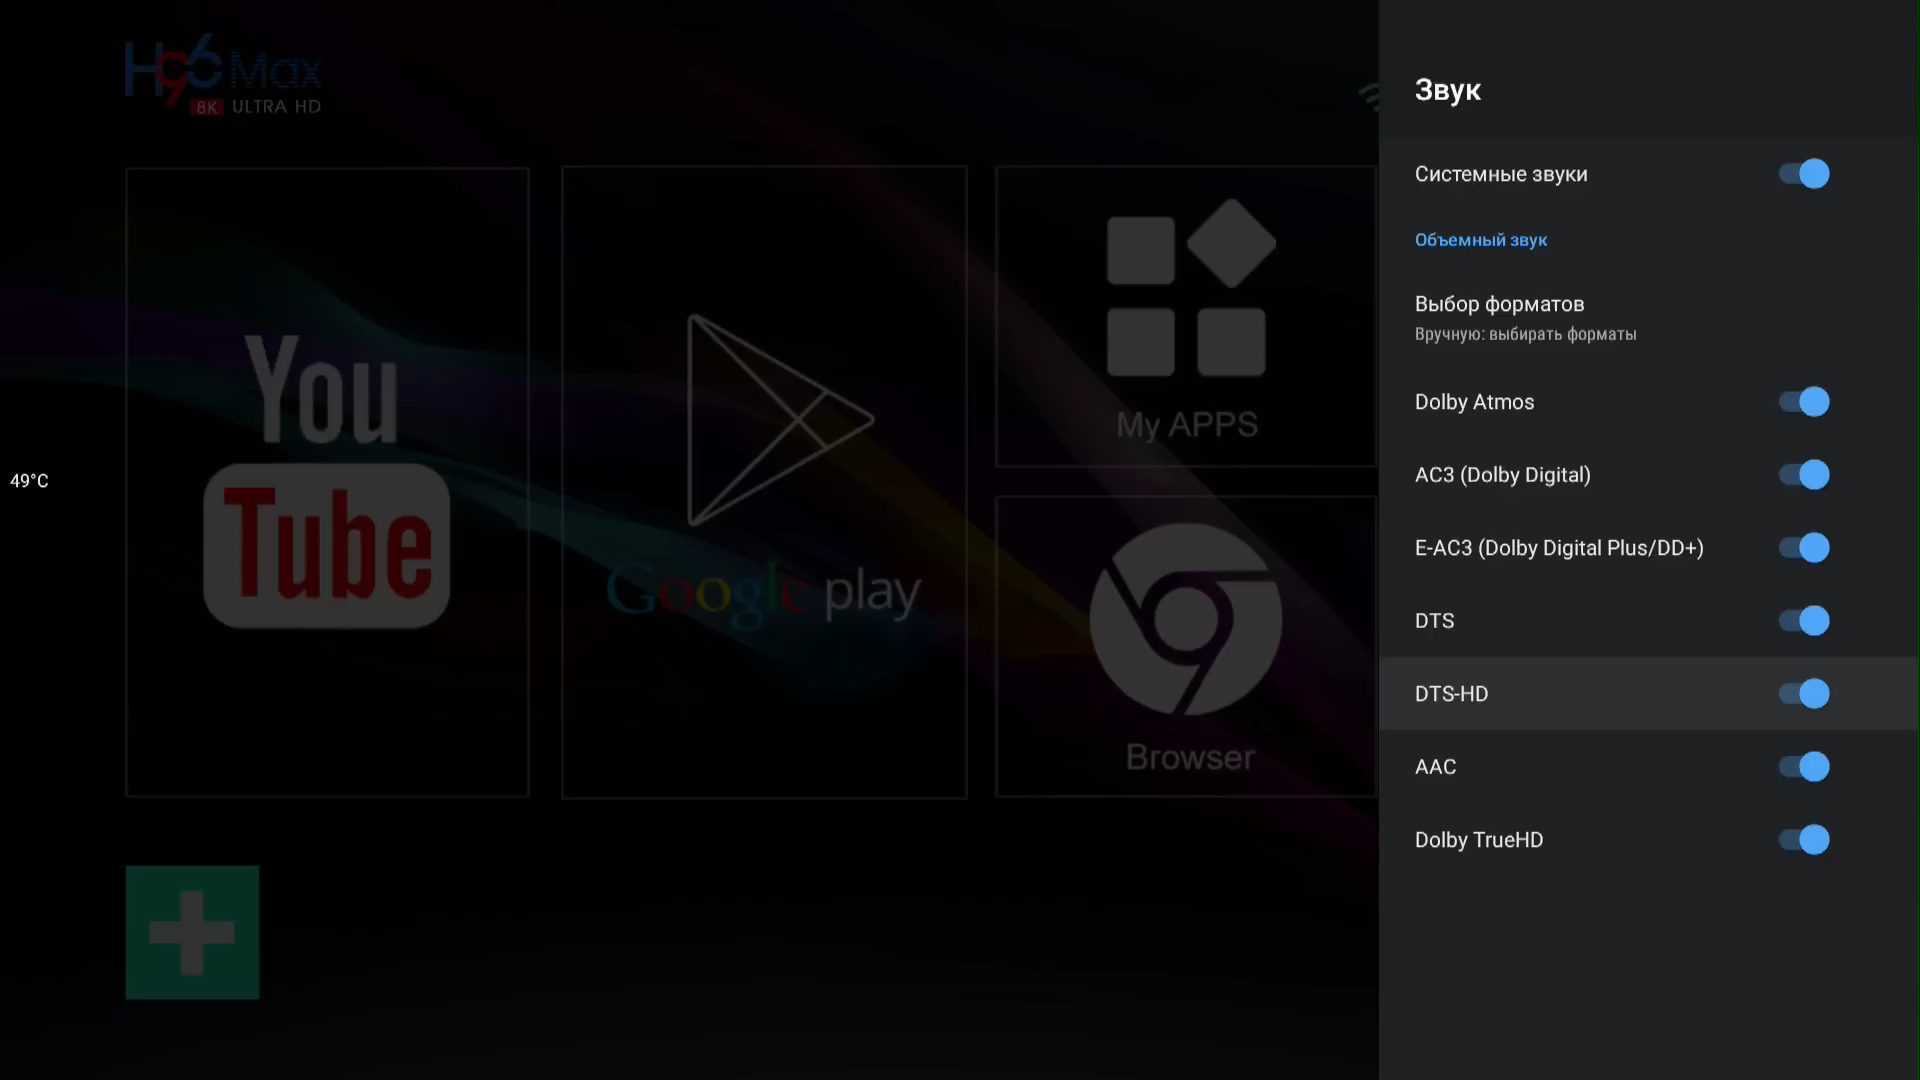 H96 Max
8K ULTRA HD
Звук
Системные звуки
Объемный звук
Выбор форматов
Вручную: выбирать форматы
Dolby Atmos
AC3 (Dolby Digital)
E-AC3 (Dolby Digital Plus/DD+)
DTS
DTS-HD
AAC
Dolby TrueHD
49°C
You
Tube
Google play
My APPS
Browser